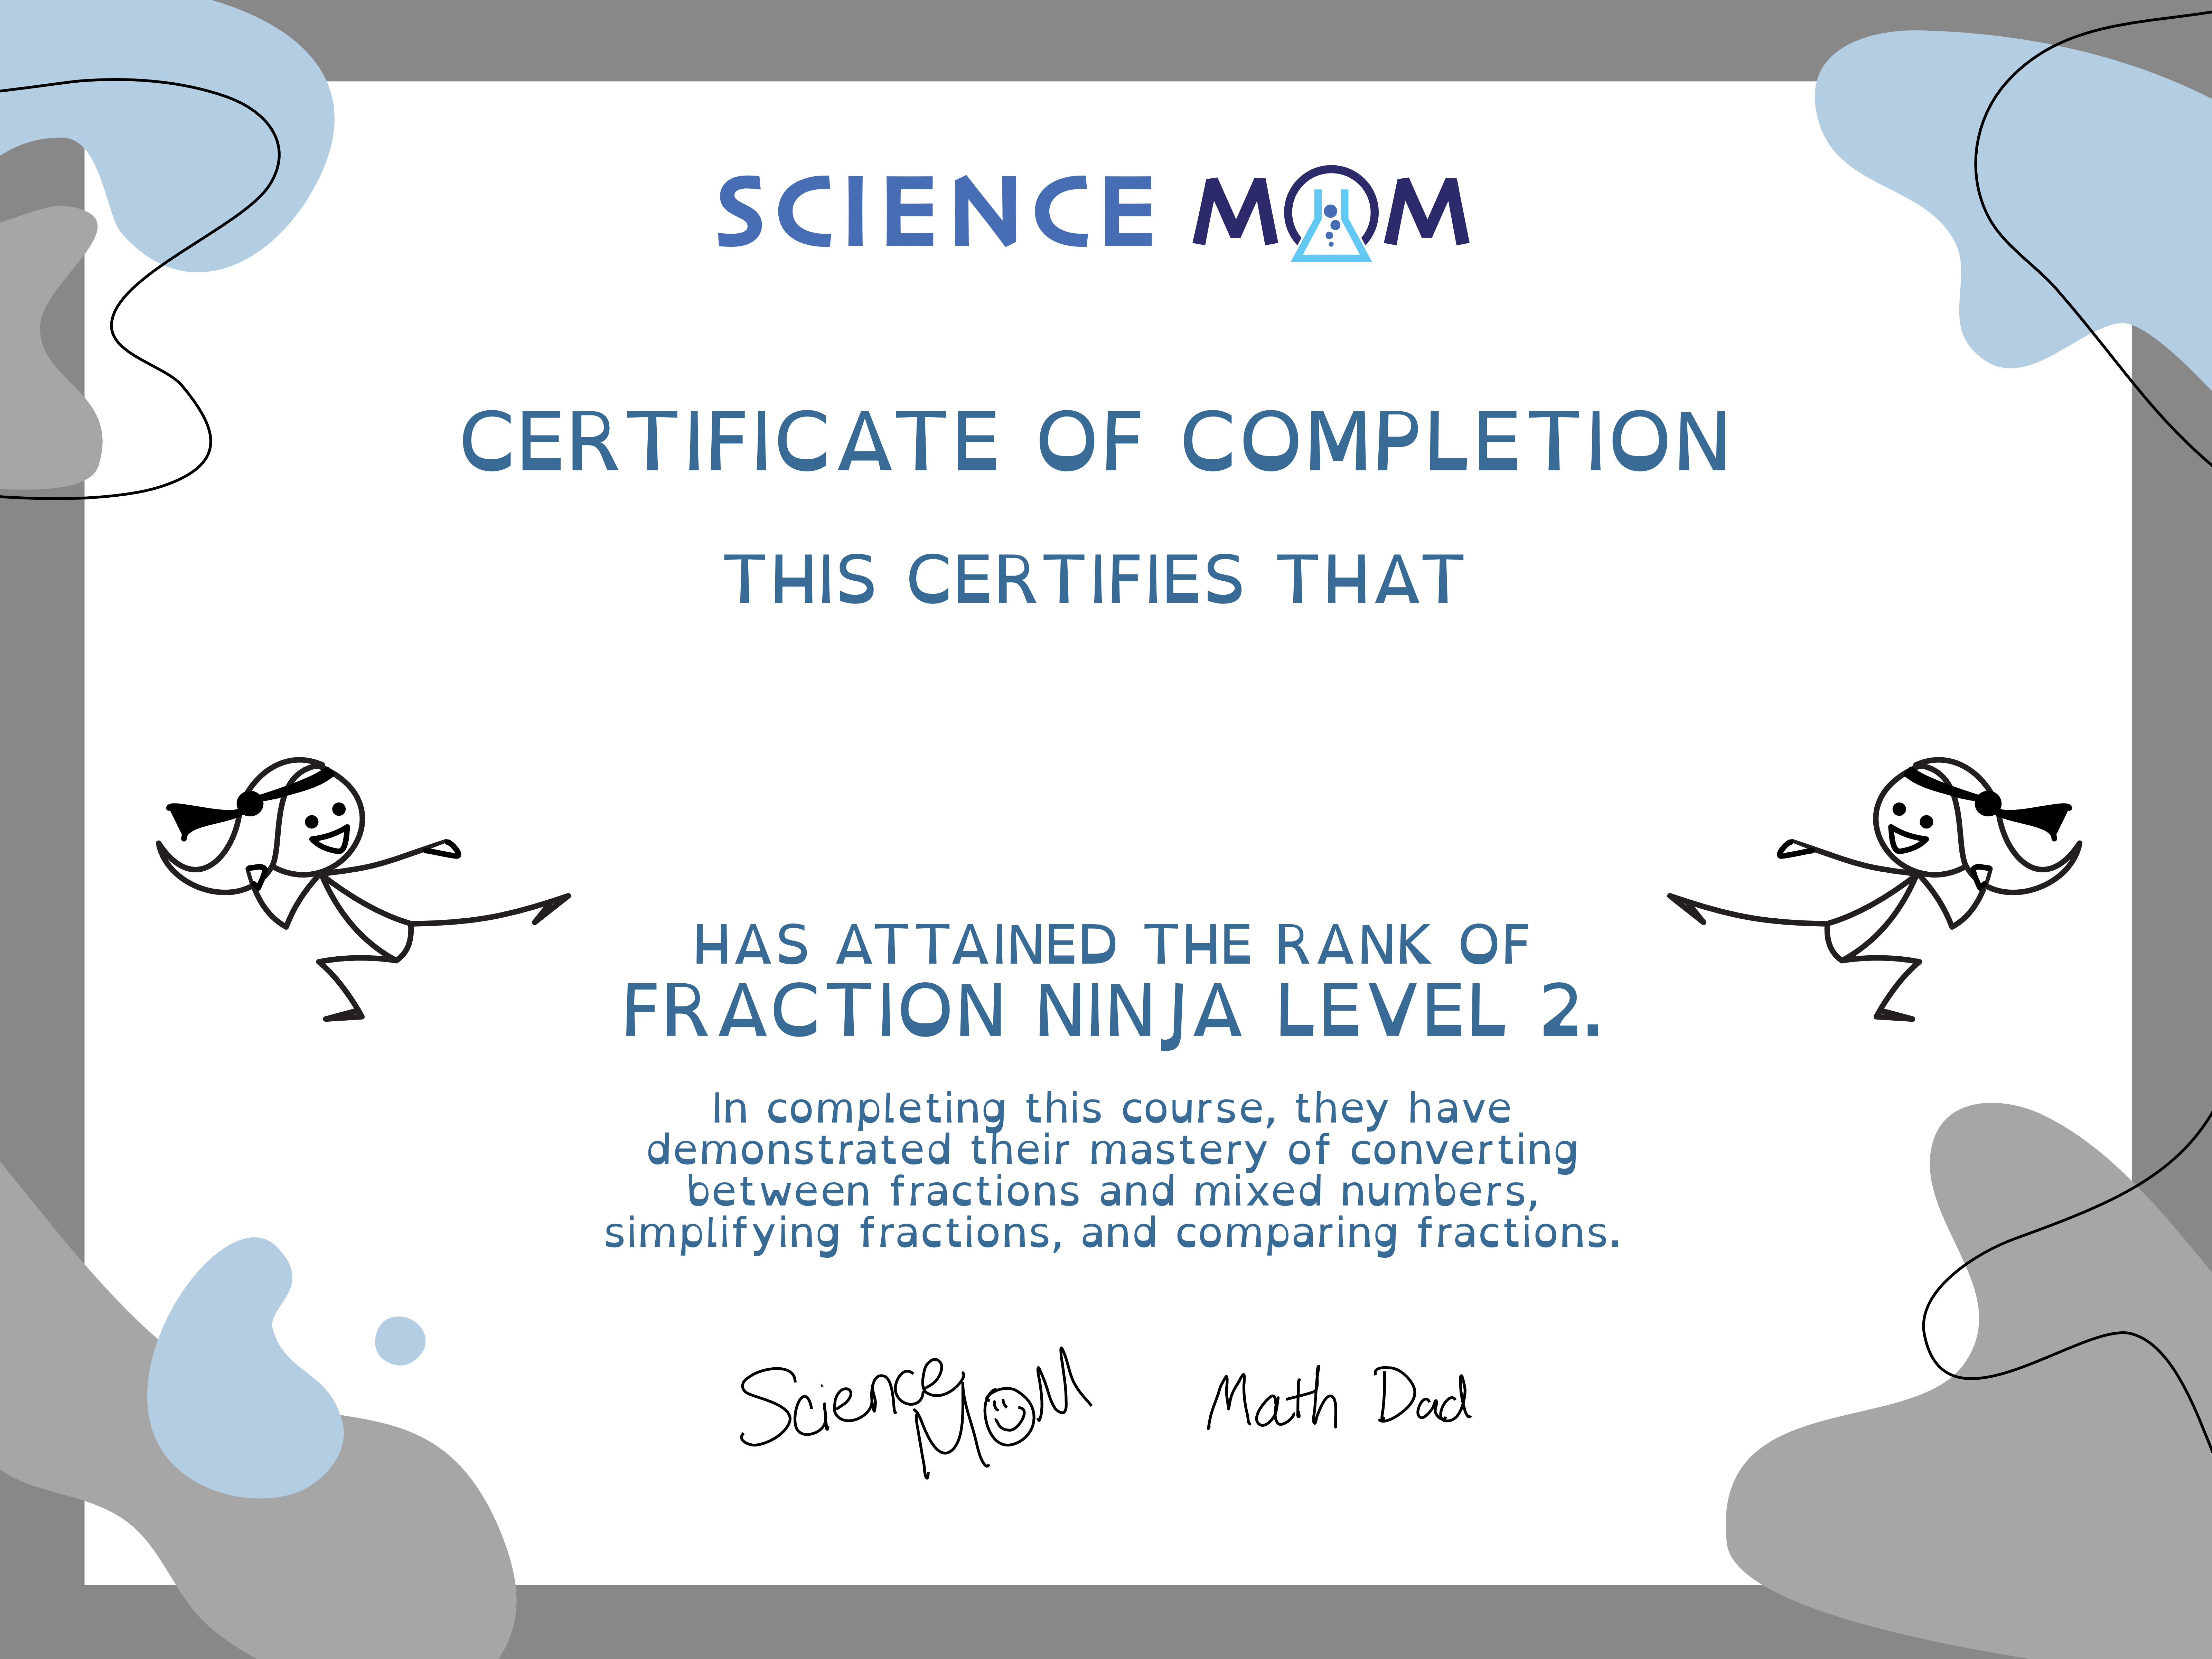 SCIENCE MOM
CERTIFICATE OF COMPLETION
THIS CERTIFIES THAT
HAS ATTAINED THE RANK OF
FRACTION NINJA LEVEL 2.
In completing this course, they have
demonstrated their mastery of converting
between fractions and mixed numbers,
simplifying fractions, and comparing fractions.
Science Mom Math Dad